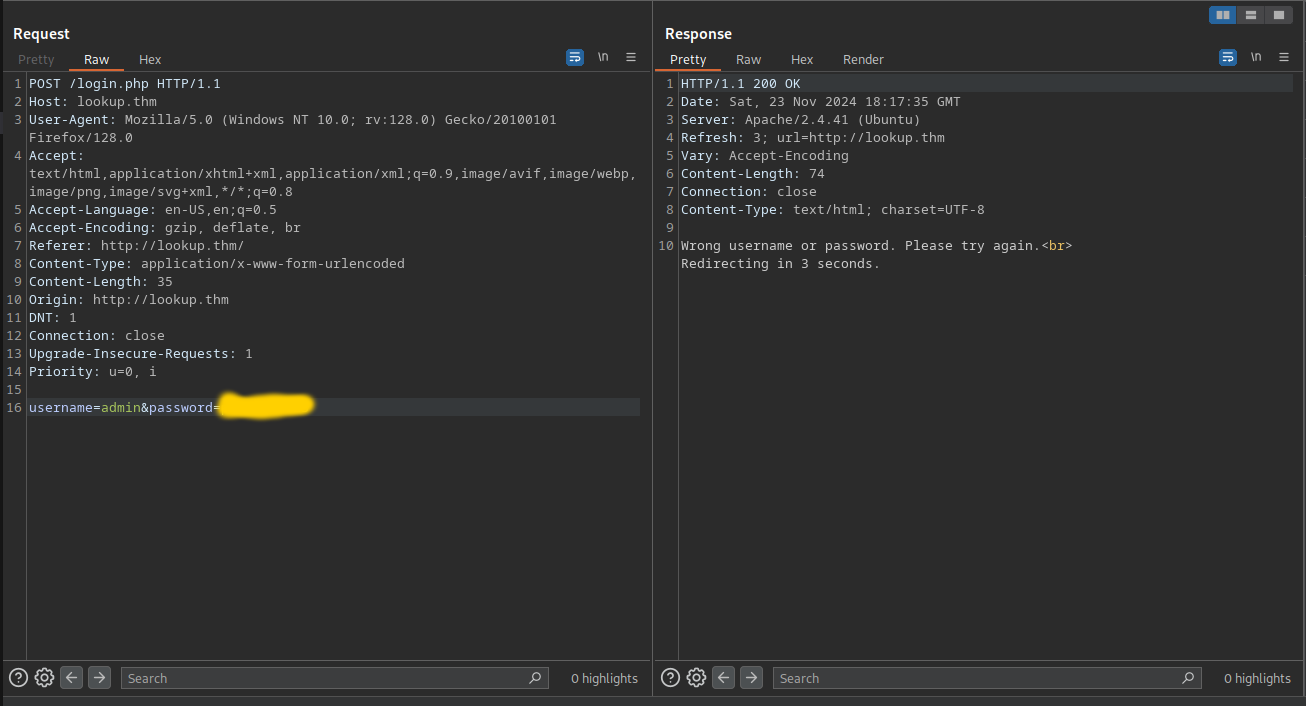 Request
Pretty Raw Hex \n
1 POST /login.php HTTP/1.1
2 Host: lookup.thm
3 User-Agent: Mozilla/5.0 (Windows NT 10.0; rv:128.0) Gecko/20100101
Firefox/128.0
4 Accept:
text/html,application/xhtml+xml,application/xml;q=0.9,image/avif,image/webp,
image/png,image/svg+xml,*/*;q=0.8
5 Accept-Language: en-US,en;q=0.5
6 Accept-Encoding: gzip, deflate, br
7 Referer: http://lookup.thm/
8 Content-Type: application/x-www-form-urlencoded
9 Content-Length: 35
10 Origin: http://lookup.thm
11 DNT: 1
12 Connection: close
13 Upgrade-Insecure-Requests: 1
14 Priority: u=0, i
15
16 username=admin&password=
Search 0 highlights
Response
Pretty Raw Hex Render \n
1 HTTP/1.1 200 OK
2 Date: Sat, 23 Nov 2024 18:17:35 GMT
3 Server: Apache/2.4.41 (Ubuntu)
4 Refresh: 3; url=http://lookup.thm
5 Vary: Accept-Encoding
6 Content-Length: 74
7 Connection: close
8 Content-Type: text/html; charset=UTF-8
9
10 Wrong username or password. Please try again.<br>
Redirecting in 3 seconds.
Search 0 highlights